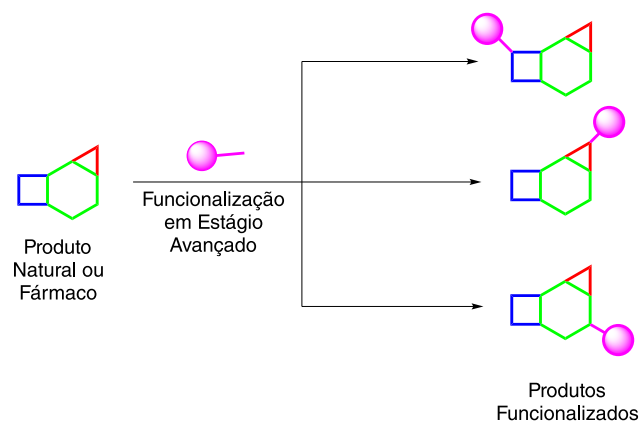 Funcionalização
em Estágio
Avançado
Produto
Natural ou
Fármaco
Produtos
Funcionalizados